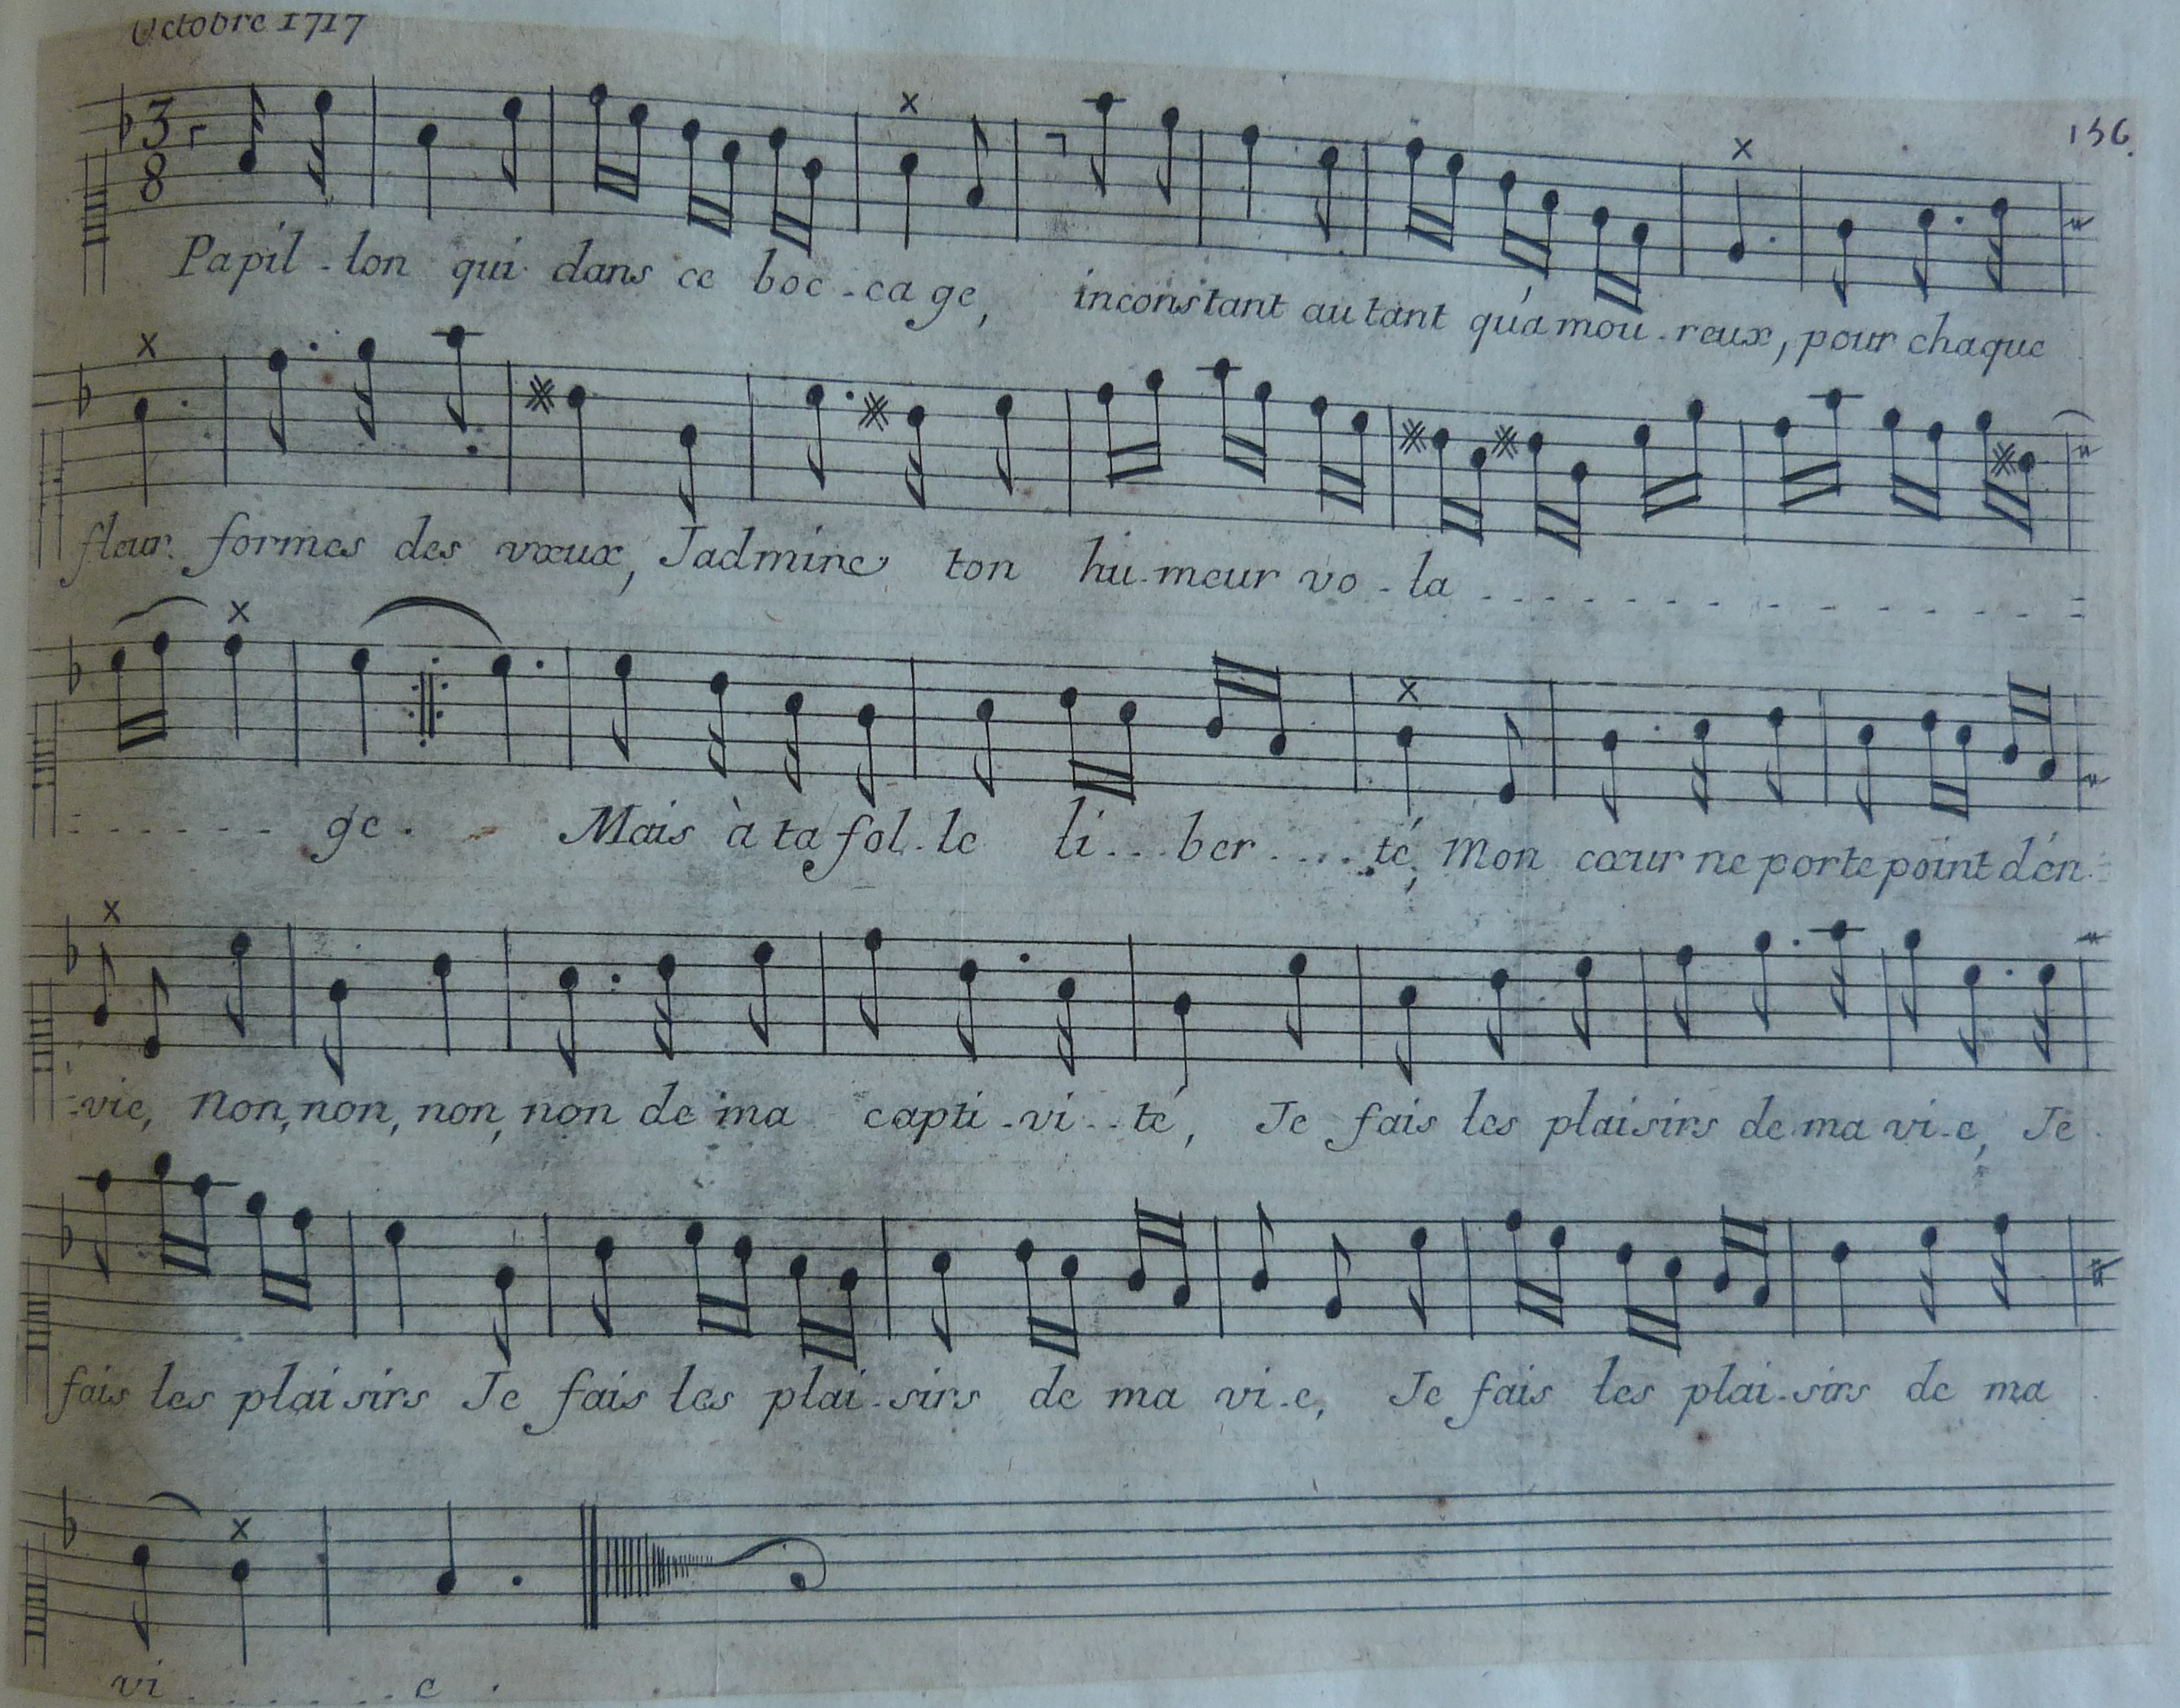 Octobre 1717
156.
3
8
Papil-lon qui dans ce boc-cage, inconstant autant qu'amou-reux, pour chaque
fleur formes des vœux, J'admire ton hu-meur vo-la
ge. Mais à ta fol-le li...ber....té, Mon cœur ne porte point d'en
-vie, Non, non, non, non de ma capti-vi--té, Je fais les plaisirs de ma vi-e, Je
fais les plaisirs Je fais les plai-sirs de ma vi-e, Je fais les plai-sirs de ma
vi......e.